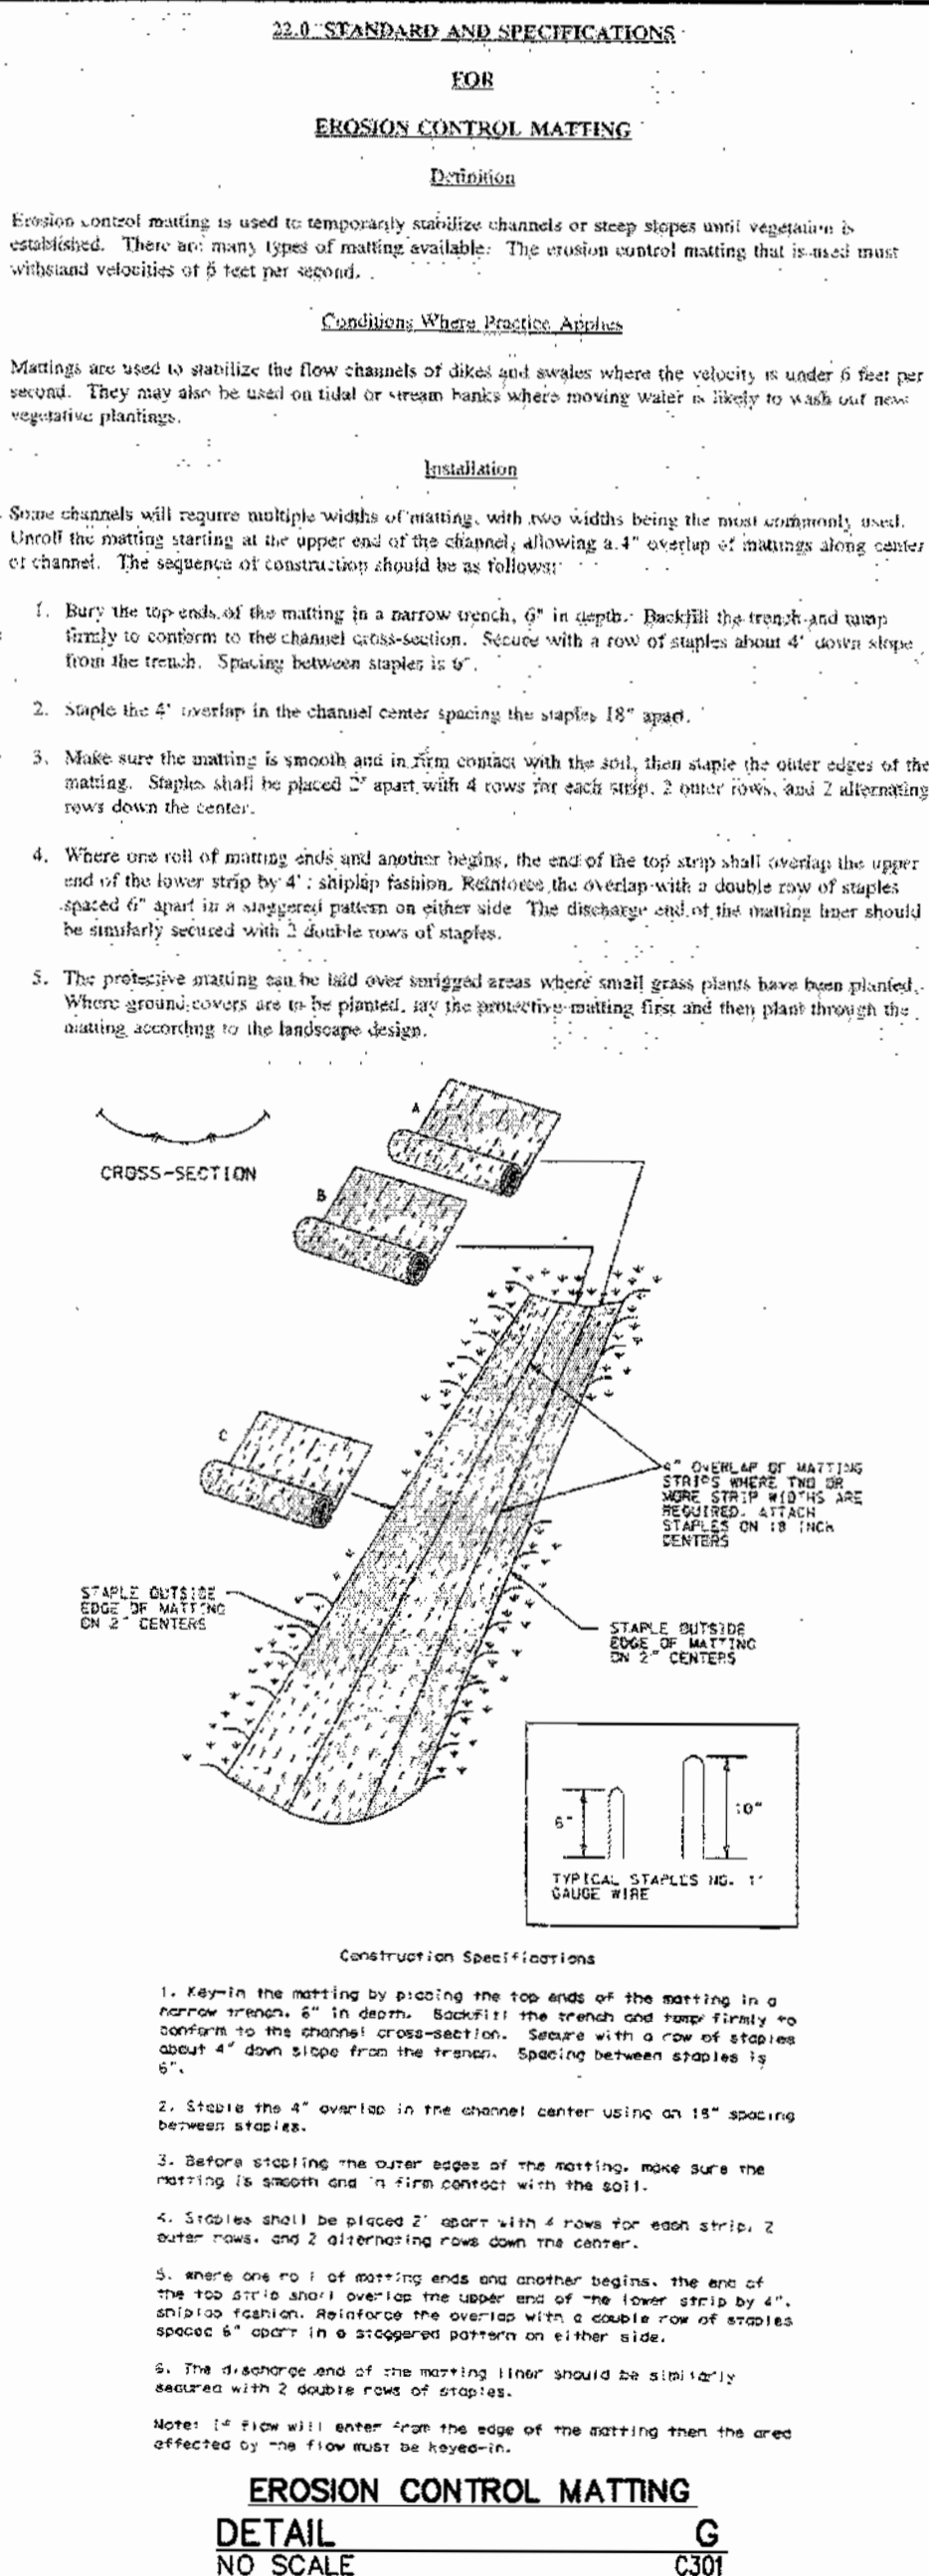 22.0 STANDARD AND SPECIFICATIONS
FOR
EROSION CONTROL MATTING
Definition
Erosion control matting is used to temporarily stabilize channels or steep slopes until vegetation is
established. There are many types of matting available. The erosion control matting that is used must
withstand velocities of feet per second.
Conditions Where Practice Applies
Mattings are used to stabilize the flow channels of dikes and swales where the velocity is under 6 feet per
second. They may also be used on tidal or stream banks where moving water is likely to wash out new
vegetative plantings.
Installation
Some channels will require multiple widths of matting, with two widths being the most commonly used.
Unroll the matting starting at the upper end of the channel, allowing a 4" overlap of mattings along center
of channel. The sequence of construction should be as follows:
1. Bury the top ends of the matting in a narrow trench, 6" in depth. Backfill the trench and tamp
firmly to conform to the channel cross-section. Secure with a row of staples about 4" down slope
from the trench. Spacing between staples is 6".
2. Staple the 4" overlap in the channel center spacing the staples 18" apart.
3. Make sure the matting is smooth and in firm contact with the soil, then staple the outer edges of the
matting. Staples shall be placed 2' apart with 4 rows for each strip, 2 outer rows, and 2 alternating
rows down the center.
4. Where one roll of matting ends and another begins, the end of the top strip shall overlap the upper
end of the lower strip by 4", shiplap fashion. Reinforce the overlap with a double row of staples
spaced 6" apart in a staggered pattern on either side. The discharge end of the matting liner should
be similarly secured with 2 double rows of staples.
5. The protective matting can be laid over sprigged areas where small grass plants have been planted.
Where ground covers are to be planted, lay the protective matting first and then plant through the
matting according to the landscape design.
CROSS-SECTION
A
B
C
4" OVERLAP OF MATTING
STRIPS WHERE TWO OR
MORE STRIP WIDTHS ARE
REQUIRED. ATTACH
STAPLES ON 18 INCH
CENTERS
STAPLE OUTSIDE
EDGE OF MATTING
ON 2" CENTERS
STAPLE OUTSIDE
EDGE OF MATTING
ON 2" CENTERS
6"
10"
TYPICAL STAPLES NO. 11
GAUGE WIRE
Construction Specifications
1. Key-in the matting by placing the top ends of the matting in a
narrow trench, 6" in depth. Backfill the trench and tamp firmly to
conform to the channel cross-section. Secure with a row of staples
about 4" down slope from the trench. Spacing between staples is
6".
2. Staple the 4" overlap in the channel center using an 18" spacing
between staples.
3. Before stapling the outer edges of the matting, make sure the
matting is smooth and in firm contact with the soil.
4. Staples shall be placed 2' apart with 4 rows for each strip, 2
outer rows, and 2 alternating rows down the center.
5. Where one roll of matting ends and another begins, the end of
the top strip shall overlap the upper end of the lower strip by 4",
shiplap fashion. Reinforce the overlap with a double row of staples
spaced 6" apart in a staggered pattern on either side.
6. The discharge end of the matting liner should be similarly
secured with 2 double rows of staples.
Note: If flow will enter from the edge of the matting then the area
effected by the flow must be keyed-in.
EROSION CONTROL MATTING
DETAIL G
NO SCALE C301